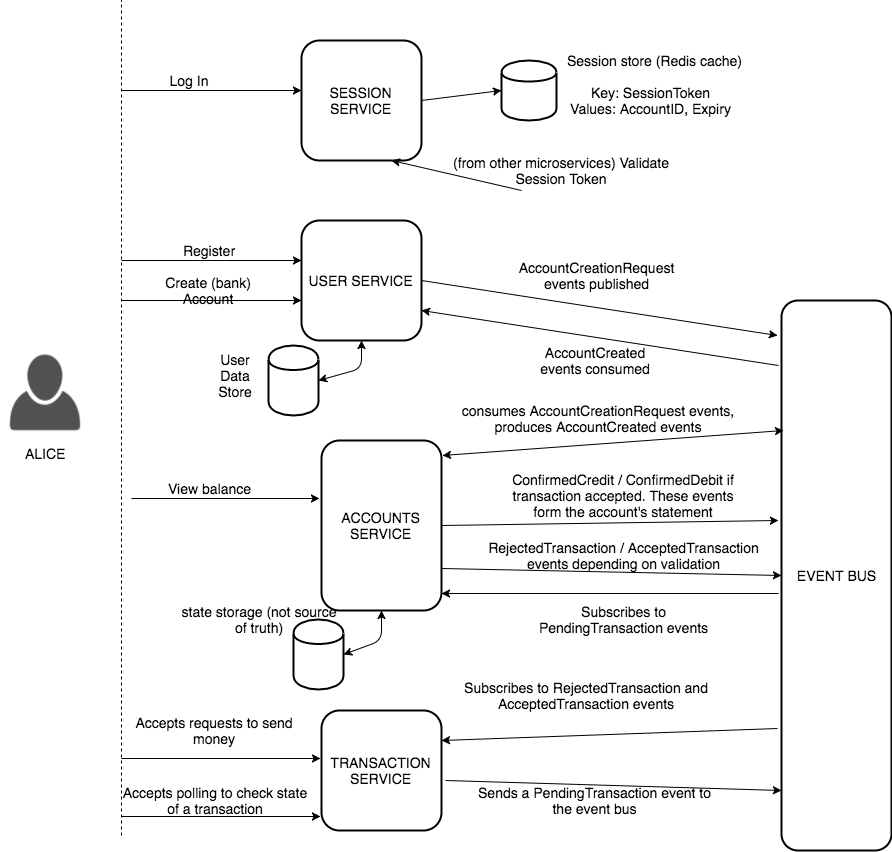 Log In
SESSION
SERVICE
Session store (Redis cache)
Key: SessionToken
Values: AccountID, Expiry
(from other microservices) Validate
Session Token
Register
Create (bank)
Account
USER SERVICE
AccountCreationRequest
events published
AccountCreated
events consumed
User
Data
Store
ALICE
consumes AccountCreationRequest events,
produces AccountCreated events
View balance
ACCOUNTS
SERVICE
ConfirmedCredit / ConfirmedDebit if
transaction accepted. These events
form the account's statement
RejectedTransaction / AcceptedTransaction
events depending on validation
EVENT BUS
state storage (not source
of truth)
Subscribes to
PendingTransaction events
Subscribes to RejectedTransaction and
AcceptedTransaction events
Accepts requests to send
money
TRANSACTION
SERVICE
Accepts polling to check state
of a transaction
Sends a PendingTransaction event to
the event bus